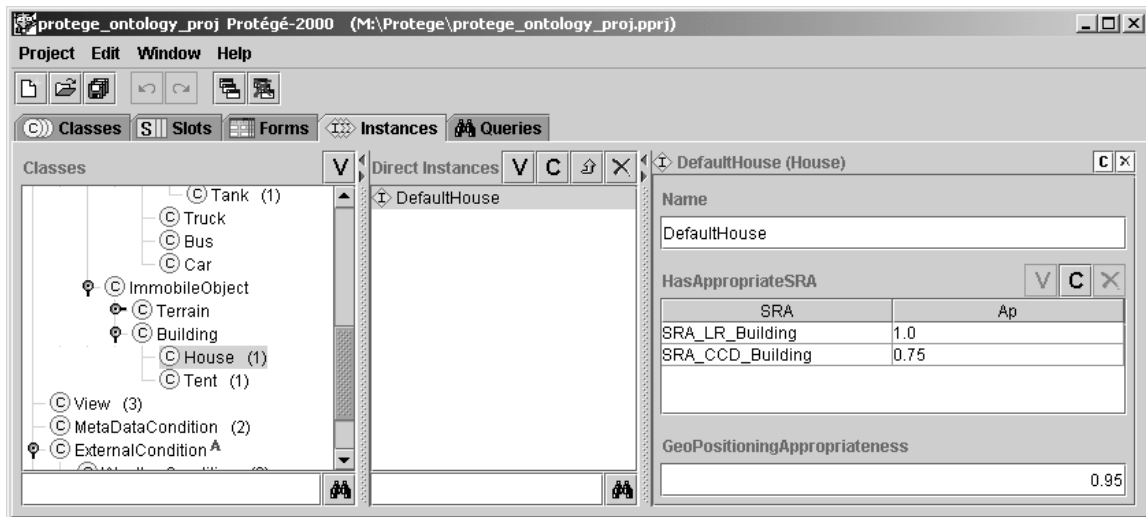 protege_ontology_proj Protégé-2000 (M:\Protege\protege_ontology_proj.pprj)
Project Edit Window Help
C Classes S Slots Forms I Instances Queries
Classes V
C Tank (1)
C Truck
C Bus
C Car
C ImmobileObject
C Terrain
C Building
C House (1)
C Tent (1)
C View (3)
C MetaDataCondition (2)
C ExternalCondition A
Direct Instances V C
I DefaultHouse
I DefaultHouse (House) C
Name
DefaultHouse
HasAppropriateSRA V C
SRA Ap
SRA_LR_Building 1.0
SRA_CCD_Building 0.75
GeoPositioningAppropriateness
0.95